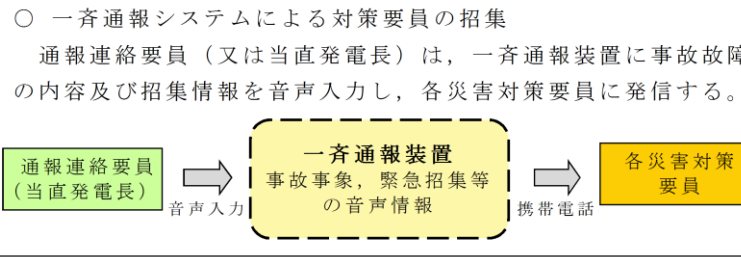 ○ 一斉通報システムによる対策要員の招集
通報連絡要員（又は当直発電長）は，一斉通報装置に事故故障
の内容及び招集情報を音声入力し，各災害対策要員に発信する。
通報連絡要員
（当直発電長）
音声入力
一斉通報装置
事故事象，緊急招集等
の音声情報
携帯電話
各災害対策
要員